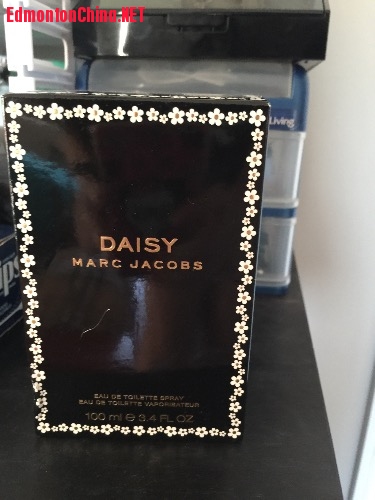 EdmontonChina.NET
Living
DAISY
MARC JACOBS
EAU DE TOILETTE SPRAY
EAU DE TOILETTE VAPORISATEUR
100 ml e 3.4 FL OZ